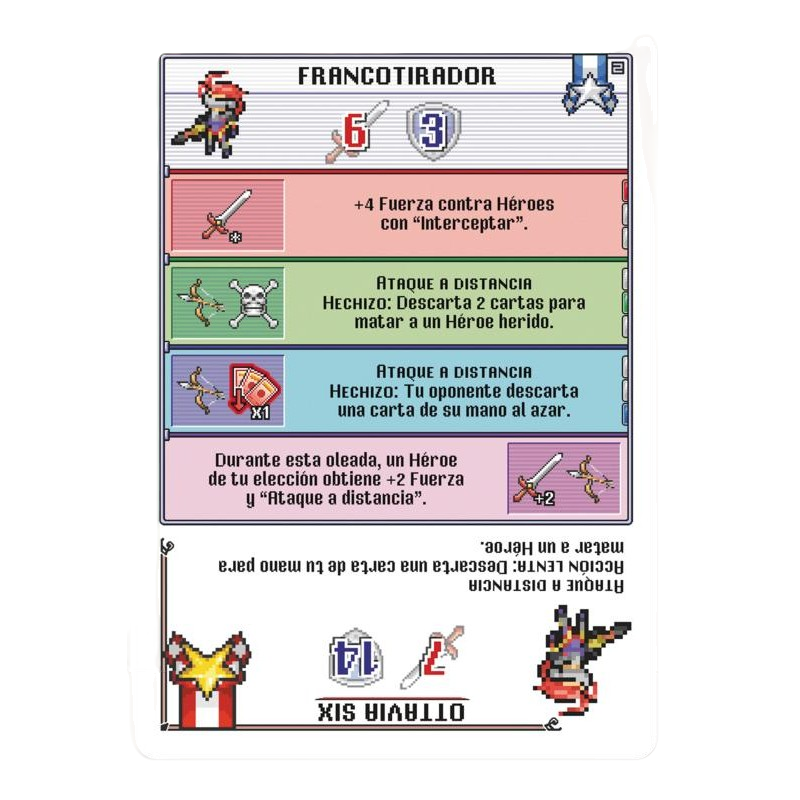 FRANCOTIRADOR
2
6 3
+4 Fuerza contra Héroes
con “Interceptar”.
*
ATAQUE A DISTANCIA
HECHIZO: Descarta 2 cartas para
matar a un Héroe herido.
ATAQUE A DISTANCIA
HECHIZO: Tu oponente descarta
una carta de su mano al azar.
X1
Durante esta oleada, un Héroe
de tu elección obtiene +2 Fuerza
y “Ataque a distancia”.
+2
OTTAVIA SIX
7 14
ATAQUE A DISTANCIA
ACCIÓN LENTA: Descarta una carta de tu mano para
matar a un Héroe.